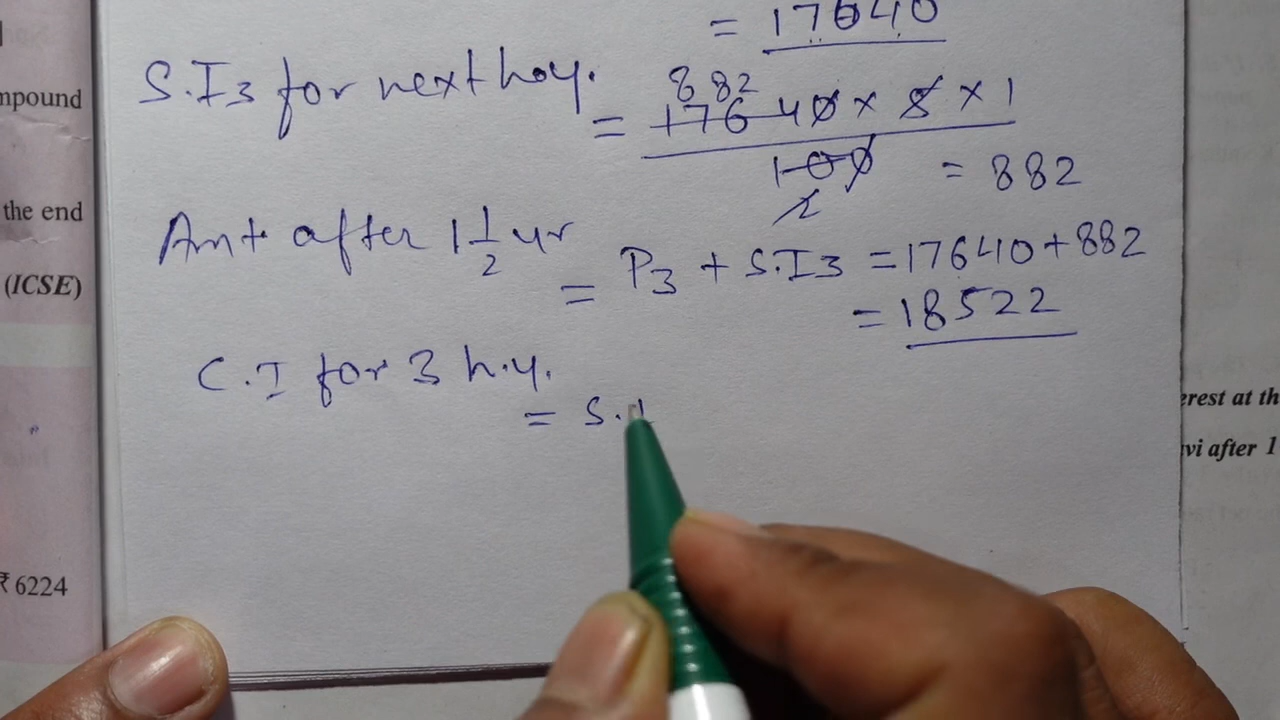 = 17640
S.I3 for next h.y.
882
= 17640 × 5 × 1
100
2
= 882
Amt after 1 1/2 yr
= P3 + S.I3 = 17640+882
= 18522
C.I for 3 h.y.
= S.I
mpound
the end
(ICSE)
₹ 6224
erest at th
vi after 1